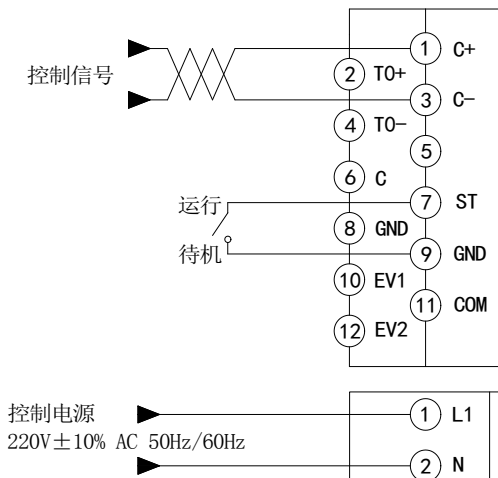 1 C+
控制信号
2 TO+
3 C-
4 TO-
5
6 C
运行
7 ST
8 GND
待机
9 GND
10 EV1
11 COM
12 EV2
控制电源
1 L1
220V±10% AC 50Hz/60Hz
2 N